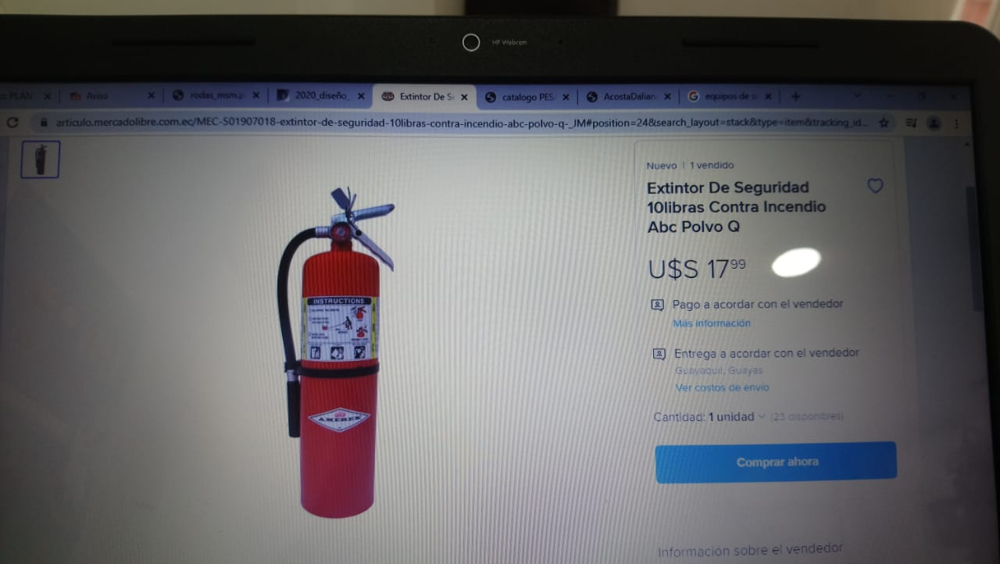 HP Webcam
PLAN
Aviso
rodas_msm.p
2020_diseño_
Extintor De S
catalogo PES
AcostaDalian
equipos de s
articulo.mercadolibre.com.ec/MEC-501907018-extintor-de-seguridad-10libras-contra-incendio-abc-polvo-q-_JM#position=24&search_layout=stack&type=item&tracking_id...
Nuevo | 1 vendido
Extintor De Seguridad
10libras Contra Incendio
Abc Polvo Q
U$S 17⁹⁹
Pago a acordar con el vendedor
Más información
Entrega a acordar con el vendedor
Guayaquil, Guayas
Ver costos de envío
Cantidad: 1 unidad (23 disponibles)
Comprar ahora
Información sobre el vendedor
INSTRUCTIONS
AMEREX